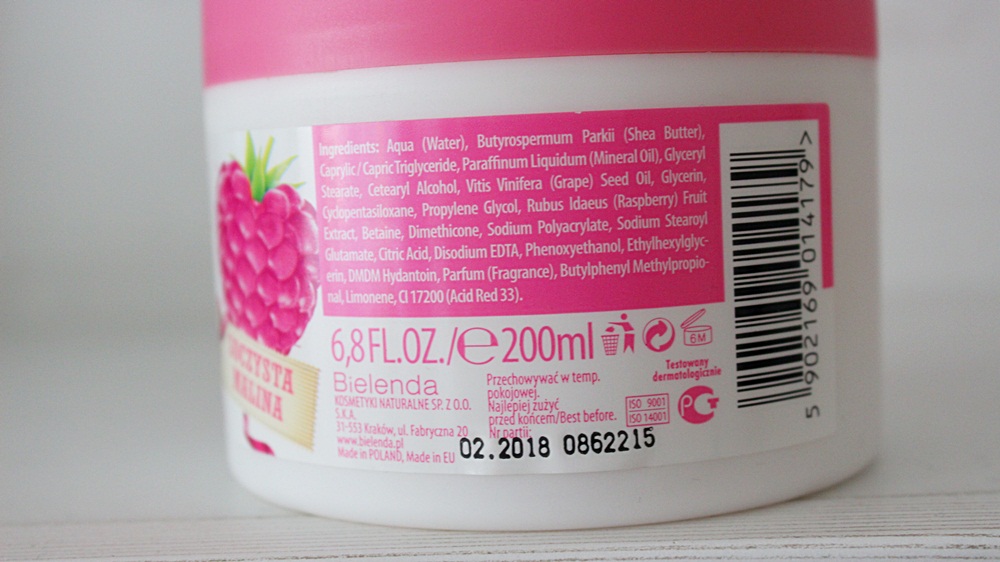 Ingredients: Aqua (Water), Butyrospermum Parkii (Shea Butter),
Caprylic/Capric Triglyceride, Paraffinum Liquidum (Mineral Oil), Glyceryl
Stearate, Cetearyl Alcohol, Vitis Vinifera (Grape) Seed Oil, Glycerin,
Cyclopentasiloxane, Propylene Glycol, Rubus Idaeus (Raspberry) Fruit
Extract, Betaine, Dimethicone, Sodium Polyacrylate, Sodium Stearoyl
Glutamate, Citric Acid, Disodium EDTA, Phenoxyethanol, Ethylhexylglyc-
erin, DMDM Hydantoin, Parfum (Fragrance), Butylphenyl Methylpropio-
nal, Limonene, CI 17200 (Acid Red 33).
6,8 FL.OZ./℮200ml
6M
Testowany
dermatologicznie
MALINA
Bielenda
KOSMETYKI NATURALNE SP. Z O.O.
S.K.A.
31-553 Kraków, ul. Fabryczna 20
www.bielenda.pl
Made in POLAND, Made in EU
Przechowywać w temp.
pokojowej.
Najlepiej zużyć
przed końcem/Best before.
Nr partii:
02.2018 0862215
ISO 9001
ISO 14001
5 902169 014179 >